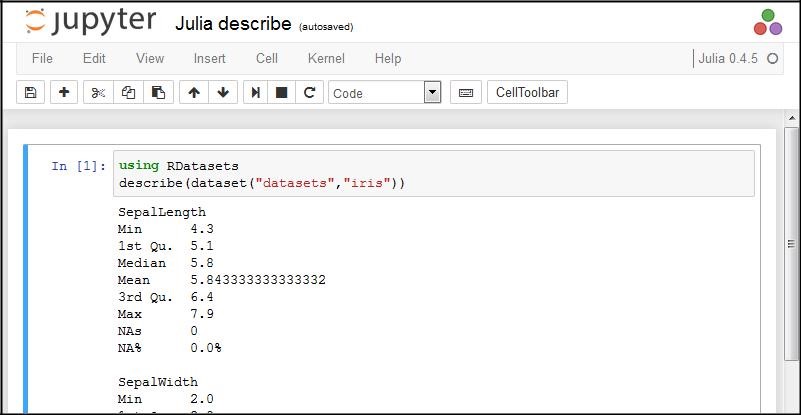 jupyter Julia describe (autosaved)
File Edit View Insert Cell Kernel Help Julia 0.4.5
Code CellToolbar
In [1]: using RDatasets
describe(dataset("datasets","iris"))
SepalLength
Min 4.3
1st Qu. 5.1
Median 5.8
Mean 5.843333333333332
3rd Qu. 6.4
Max 7.9
NAs 0
NA% 0.0%
SepalWidth
Min 2.0